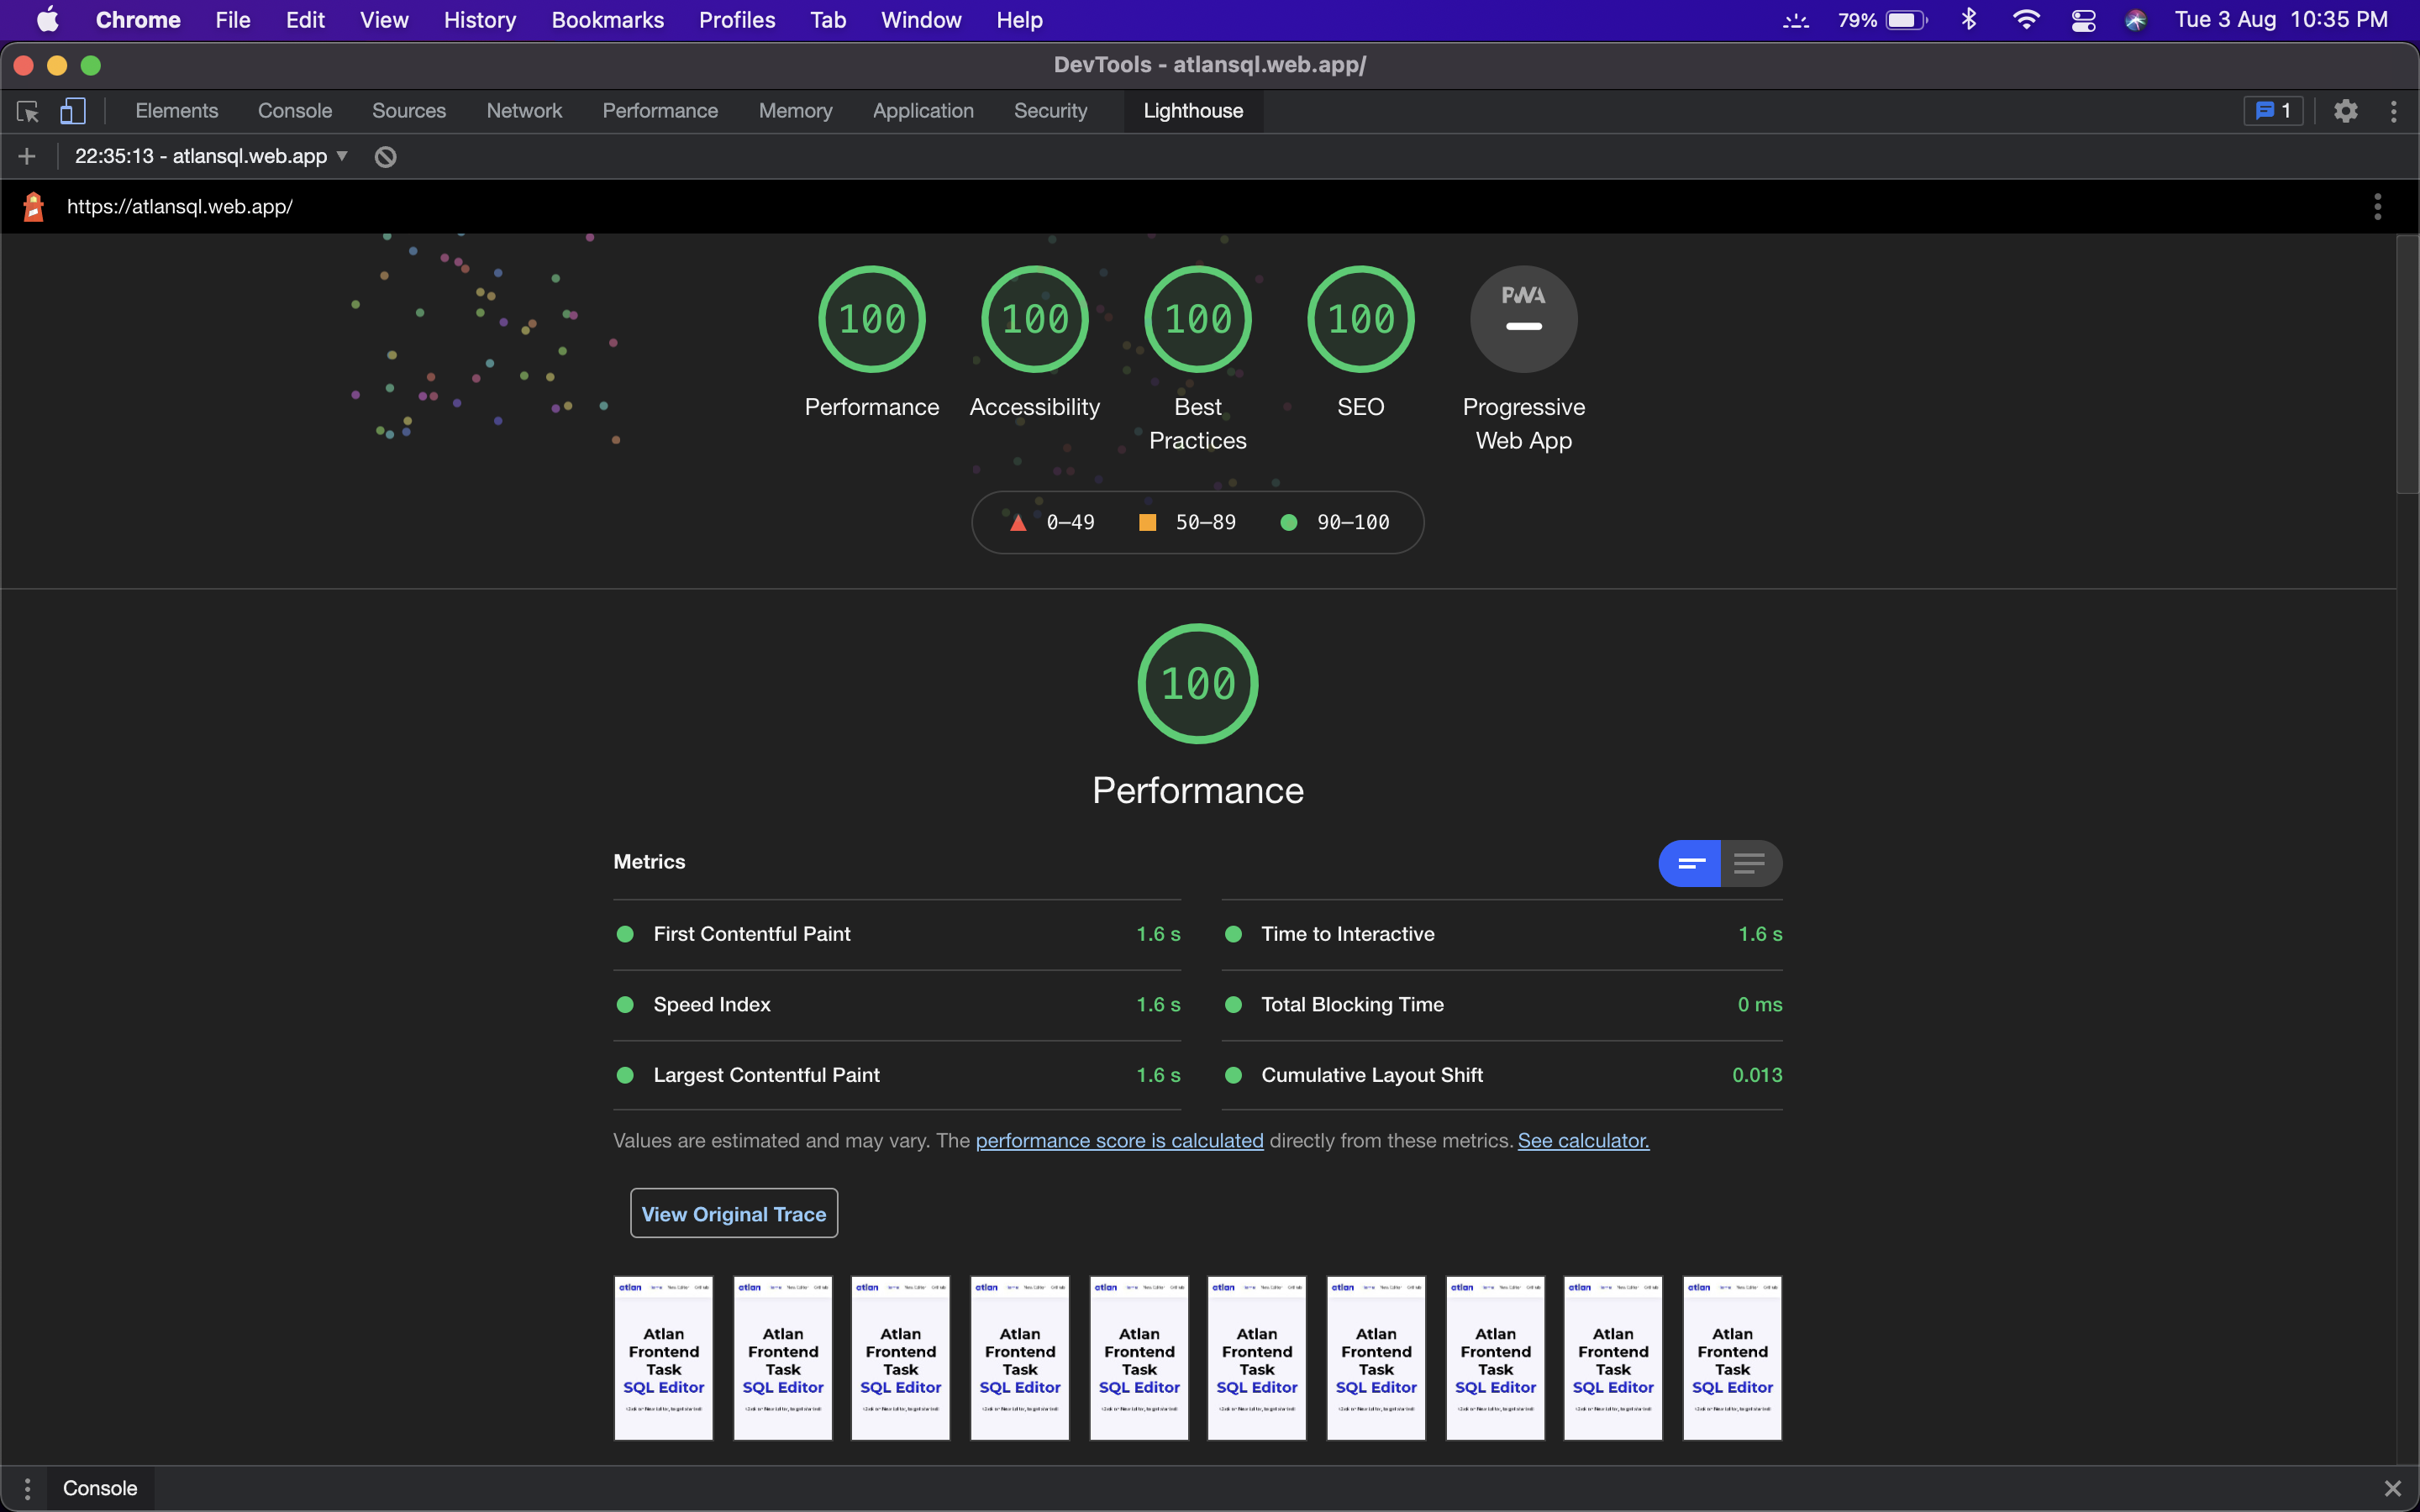 Chrome File Edit View History Bookmarks Profiles Tab Window Help 79% Tue 3 Aug 10:35 PM
DevTools - atlansql.web.app/
Elements Console Sources Network Performance Memory Application Security Lighthouse 1
22:35:13 - atlansql.web.app
https://atlansql.web.app/
100 100 100 100 PWA
Performance Accessibility Best Practices SEO Progressive Web App
0–49 50–89 90–100
100
Performance
Metrics
First Contentful Paint 1.6 s Time to Interactive 1.6 s
Speed Index 1.6 s Total Blocking Time 0 ms
Largest Contentful Paint 1.6 s Cumulative Layout Shift 0.013
Values are estimated and may vary. The performance score is calculated directly from these metrics. See calculator.
View Original Trace
atlan atlan atlan atlan atlan atlan atlan atlan atlan atlan
Atlan Atlan Atlan Atlan Atlan Atlan Atlan Atlan Atlan Atlan
Frontend Frontend Frontend Frontend Frontend Frontend Frontend Frontend Frontend Frontend
Task Task Task Task Task Task Task Task Task Task
SQL Editor SQL Editor SQL Editor SQL Editor SQL Editor SQL Editor SQL Editor SQL Editor SQL Editor SQL Editor
Console